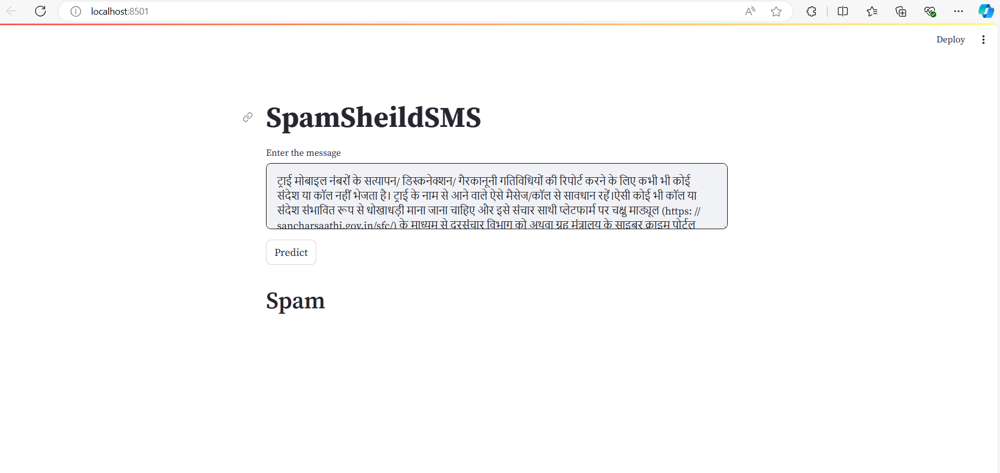 localhost:8501
Deploy
SpamSheildSMS
Enter the message
ट्राई मोबाइल नंबरों के सत्यापन/ डिस्कनेक्शन/ गैरकानूनी गतिविधियों की रिपोर्ट करने के लिए कभी भी कोई
संदेश या कॉल नहीं भेजता है। ट्राई के नाम से आने वाले ऐसे मैसेज/कॉल से सावधान रहें।ऐसी कोई भी कॉल या
संदेश संभावित रूप से धोखाधड़ी माना जाना चाहिए और इसे संचार साथी प्लेटफार्म पर चक्षु माड्यूल (https: //
sancharsaathi.gov.in/sfc/) के माध्यम से दूरसंचार विभाग को अथवा गृह मंत्रालय के साइबर क्राइम पोर्टल
Predict
Spam